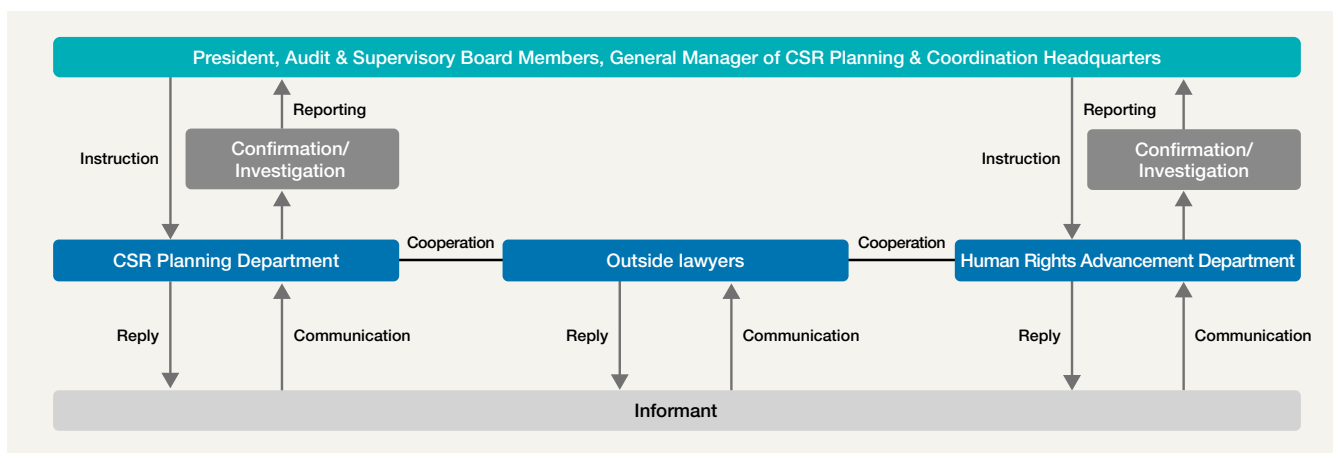 President, Audit & Supervisory Board Members, General Manager of CSR Planning & Coordination Headquarters
Reporting
Reporting
Instruction
Confirmation/
Investigation
Instruction
Confirmation/
Investigation
CSR Planning Department
Cooperation
Outside lawyers
Cooperation
Human Rights Advancement Department
Reply
Communication
Reply
Communication
Reply
Communication
Informant